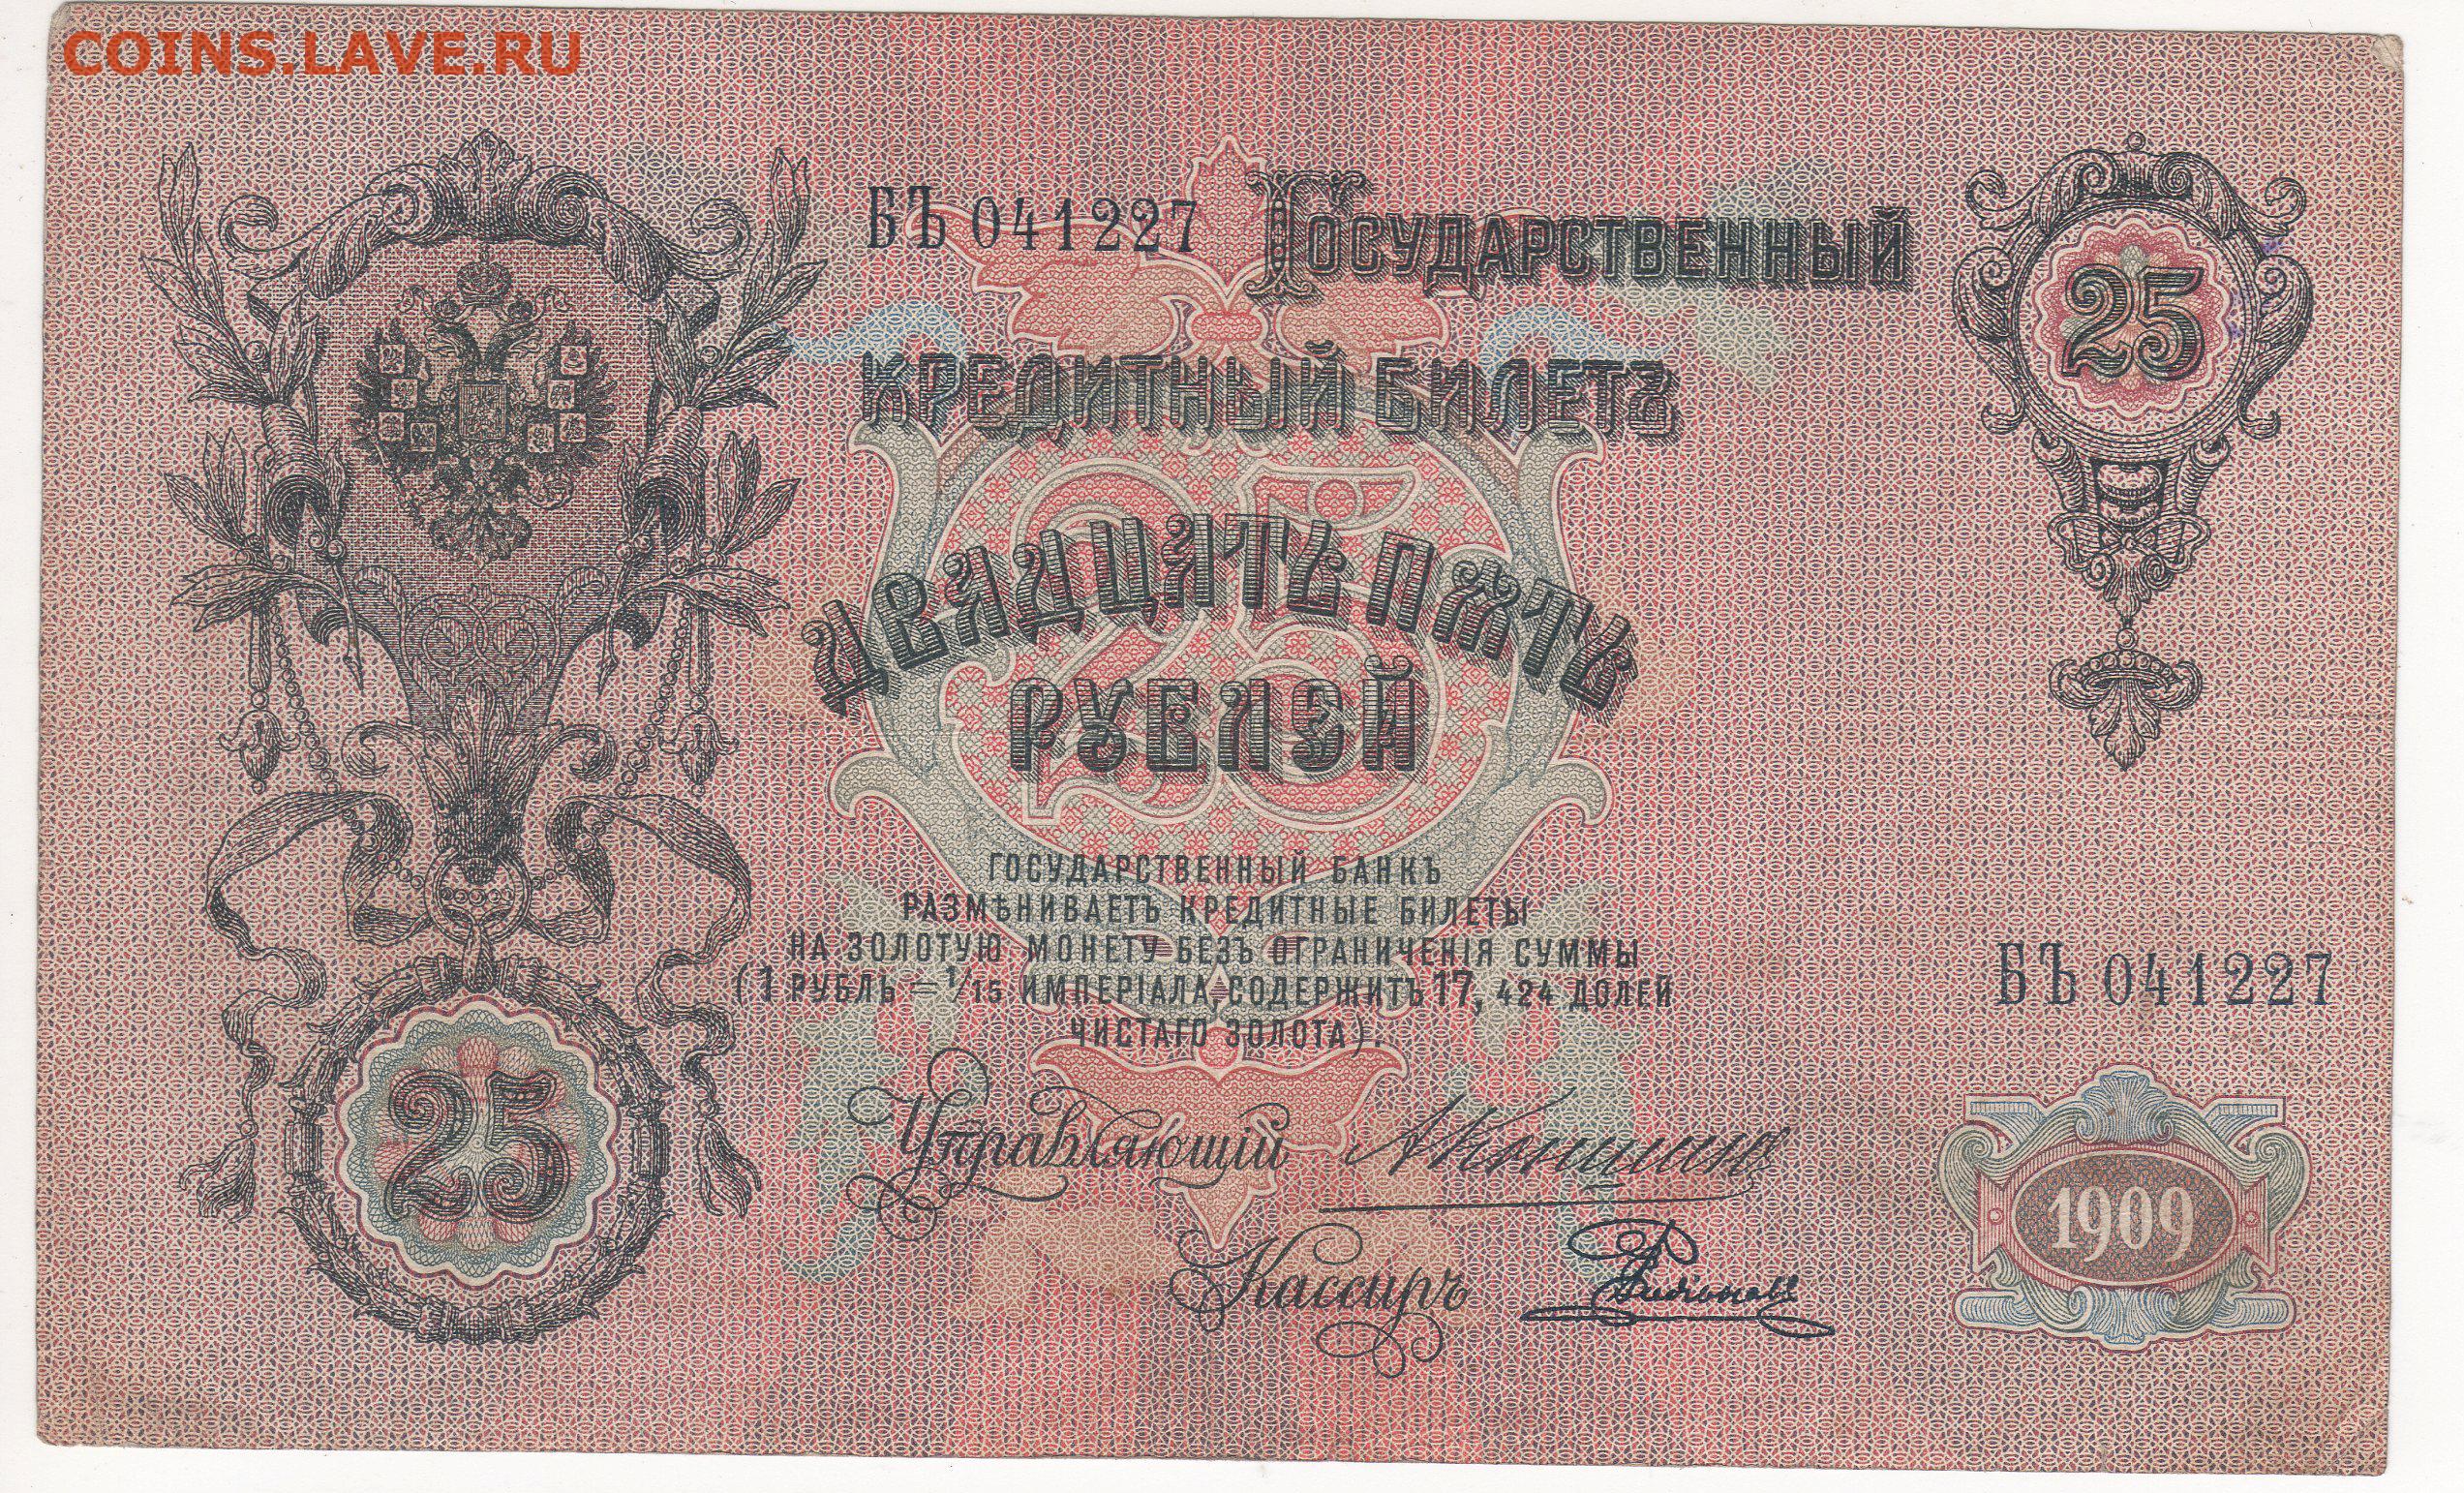 COINS.LAVE.RU
БЪ 041227 ГОСУДАРСТВЕННЫЙ
25
КРЕДИТНЫЙ БИЛЕТЪ
25
ДВАДЦАТЬ ПЯТЬ
РУБЛЕЙ
ГОСУДАРСТВЕННЫЙ БАНКЪ
РАЗМѢНИВАЕТЪ КРЕДИТНЫЕ БИЛЕТЫ
НА ЗОЛОТУЮ МОНЕТУ БЕЗЪ ОГРАНИЧЕНІЯ СУММЫ
(1 РУБЛЬ = 1/15 ИМПЕРІАЛА, СОДЕРЖИТЪ 17, 424 ДОЛЕЙ
ЧИСТАГО ЗОЛОТА).
БЪ 041227
25
Управляющій
Кассиръ
1909